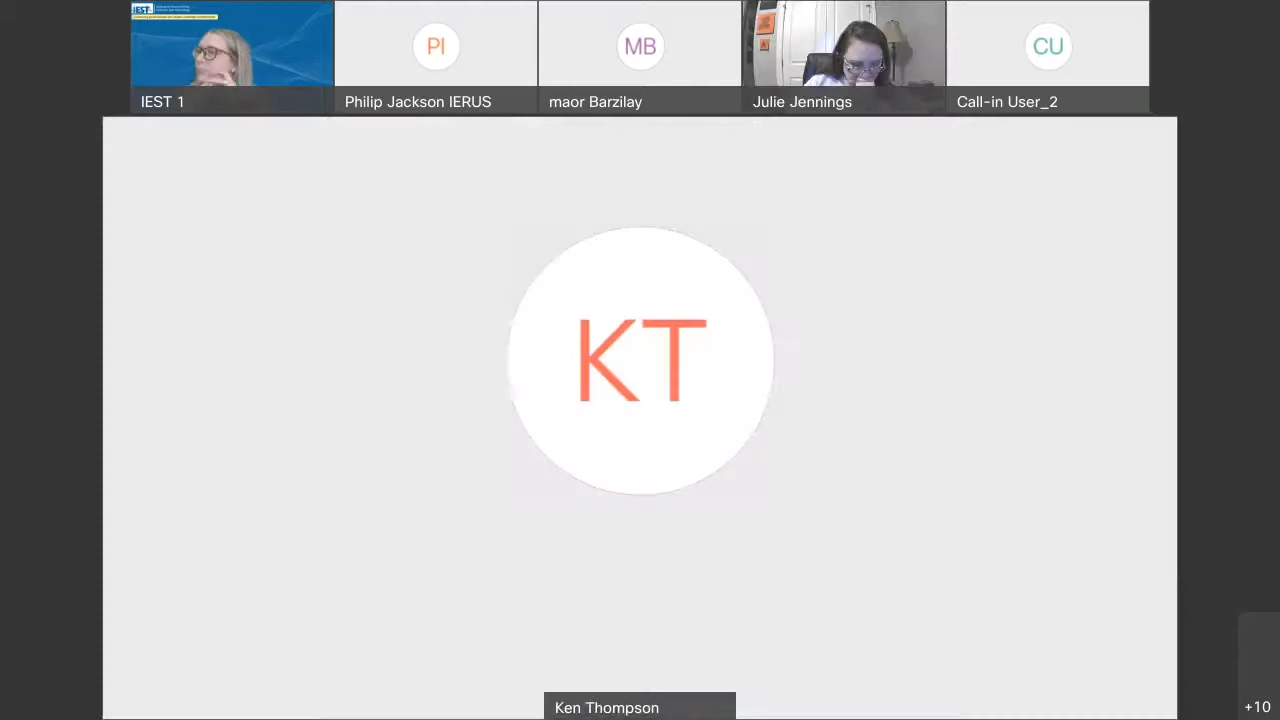 IEST
PI
MB
CU
IEST 1
Philip Jackson IERUS
maor Barzilay
Julie Jennings
Call-in User_2
KT
Ken Thompson
+10